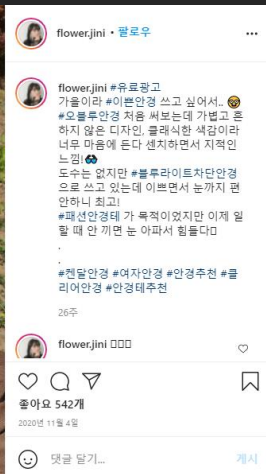 flower.jini • 팔로우
flower.jini #유료광고
가을이라 #이쁜안경 쓰고 싶어서.. 🤓
#오블루안경 처음 써보는데 가볍고 흔
하지 않은 디자인, 클래식한 색감이라
너무 마음에 든다 센치하면서 지적인
느낌!👓
도수는 없지만 #블루라이트차단안경
으로 쓰고 있는데 이쁘면서 눈까지 편
안하니 최고!
#패션안경테 가 목적이었지만 이제 일
할 때 안 끼면 눈 아파서 힘들다
.
.
#켄달안경 #여자안경 #안경추천 #클
리어안경 #안경테추천
26주
flower.jini
좋아요 542개
2020년 11월 4일
댓글 달기...
게시